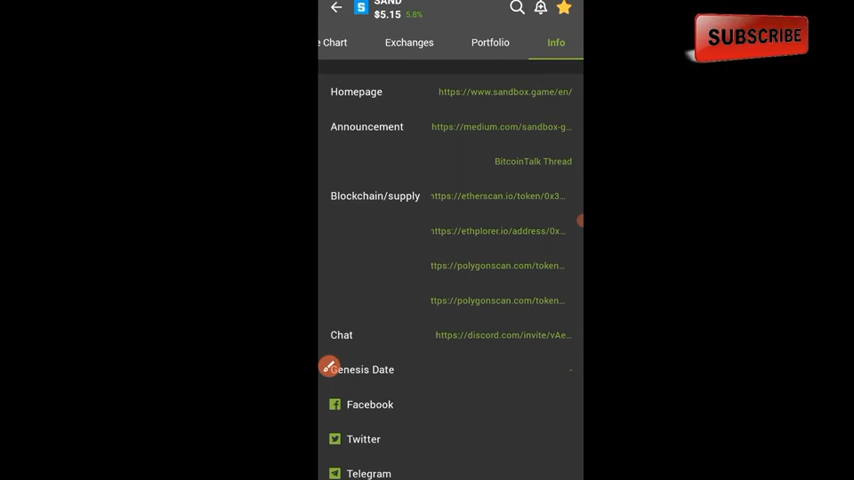 SAND
$5.15 5.8%
e Chart Exchanges Portfolio Info
Homepage https://www.sandbox.game/en/
Announcement https://medium.com/sandbox-g...
BitcoinTalk Thread
Blockchain/supply https://etherscan.io/token/0x3...
https://ethplorer.io/address/0x...
ttps://polygonscan.com/token...
ttps://polygonscan.com/token...
Chat https://discord.com/invite/vAe...
Genesis Date -
Facebook
Twitter
Telegram
SUBSCRIBE